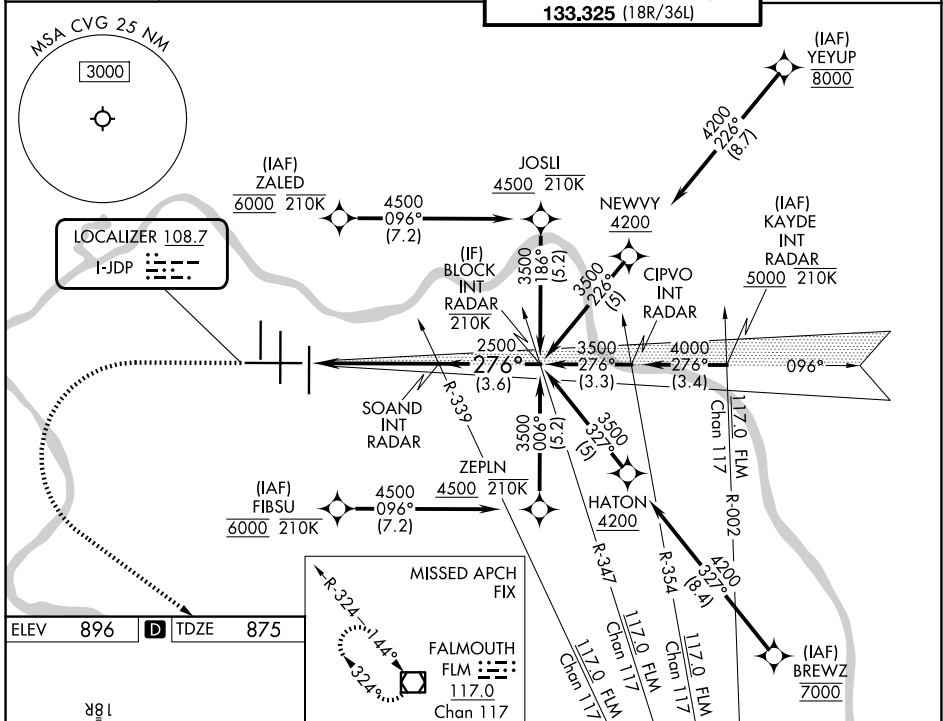 133.325 (18R/36L)
MSA CVG 25 NM
3000
(IAF)
YEYUP
8000
4200
226°
(8.7)
(IAF)
ZALED
6000 210K
4500
096°
(7.2)
JOSLI
4500 210K
NEWVY
4200
(IAF)
KAYDE
INT
RADAR
5000 210K
LOCALIZER 108.7
I-JDP
(IF)
BLOCK
INT
RADAR
210K
3500
186°
(5.2)
3500
226°
(5)
CIPVO
INT
RADAR
2500
276°
(3.6)
3500
276°
(3.3)
4000
276°
(3.4)
096°
SOAND
INT
RADAR
R-339
3500
006°
(5.2)
3500
327°
(5)
117.0 FLM
Chan 117
R-002
ZEPLN
4500 210K
(IAF)
FIBSU
6000 210K
4500
096°
(7.2)
HATON
4200
R-347
R-354
4200
327°
(8.4)
(IAF)
BREWZ
7000
117.0 FLM
Chan 117
117.0 FLM
Chan 117
117.0 FLM
Chan 117
MISSED APCH
FIX
R-324
144°
324°
FALMOUTH
FLM
117.0
Chan 117
ELEV 896 D TDZE 875
18R